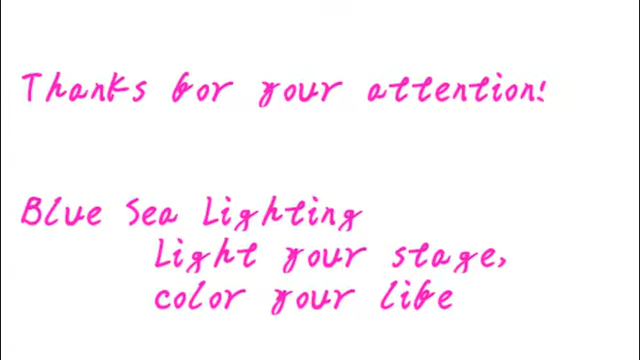 Thanks for your attention!
Blue Sea Lighting
Light your stage,
color your life